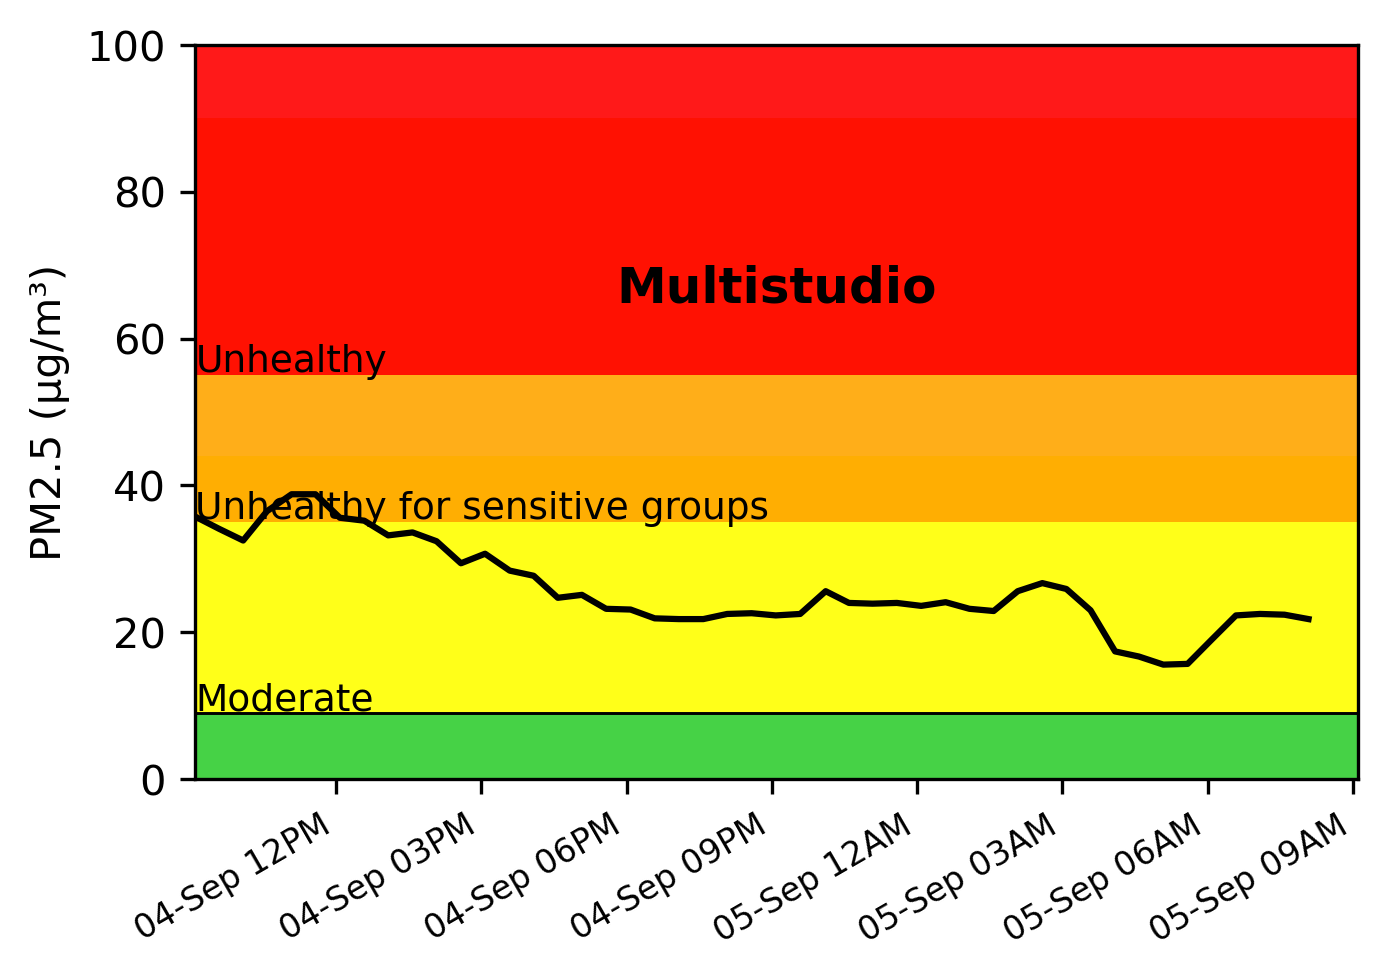 100
80
60
40
20
0
PM2.5 (µg/m³)
Multistudio
Unhealthy
Unhealthy for sensitive groups
Moderate
04-Sep 12PM
04-Sep 03PM
04-Sep 06PM
04-Sep 09PM
05-Sep 12AM
05-Sep 03AM
05-Sep 06AM
05-Sep 09AM